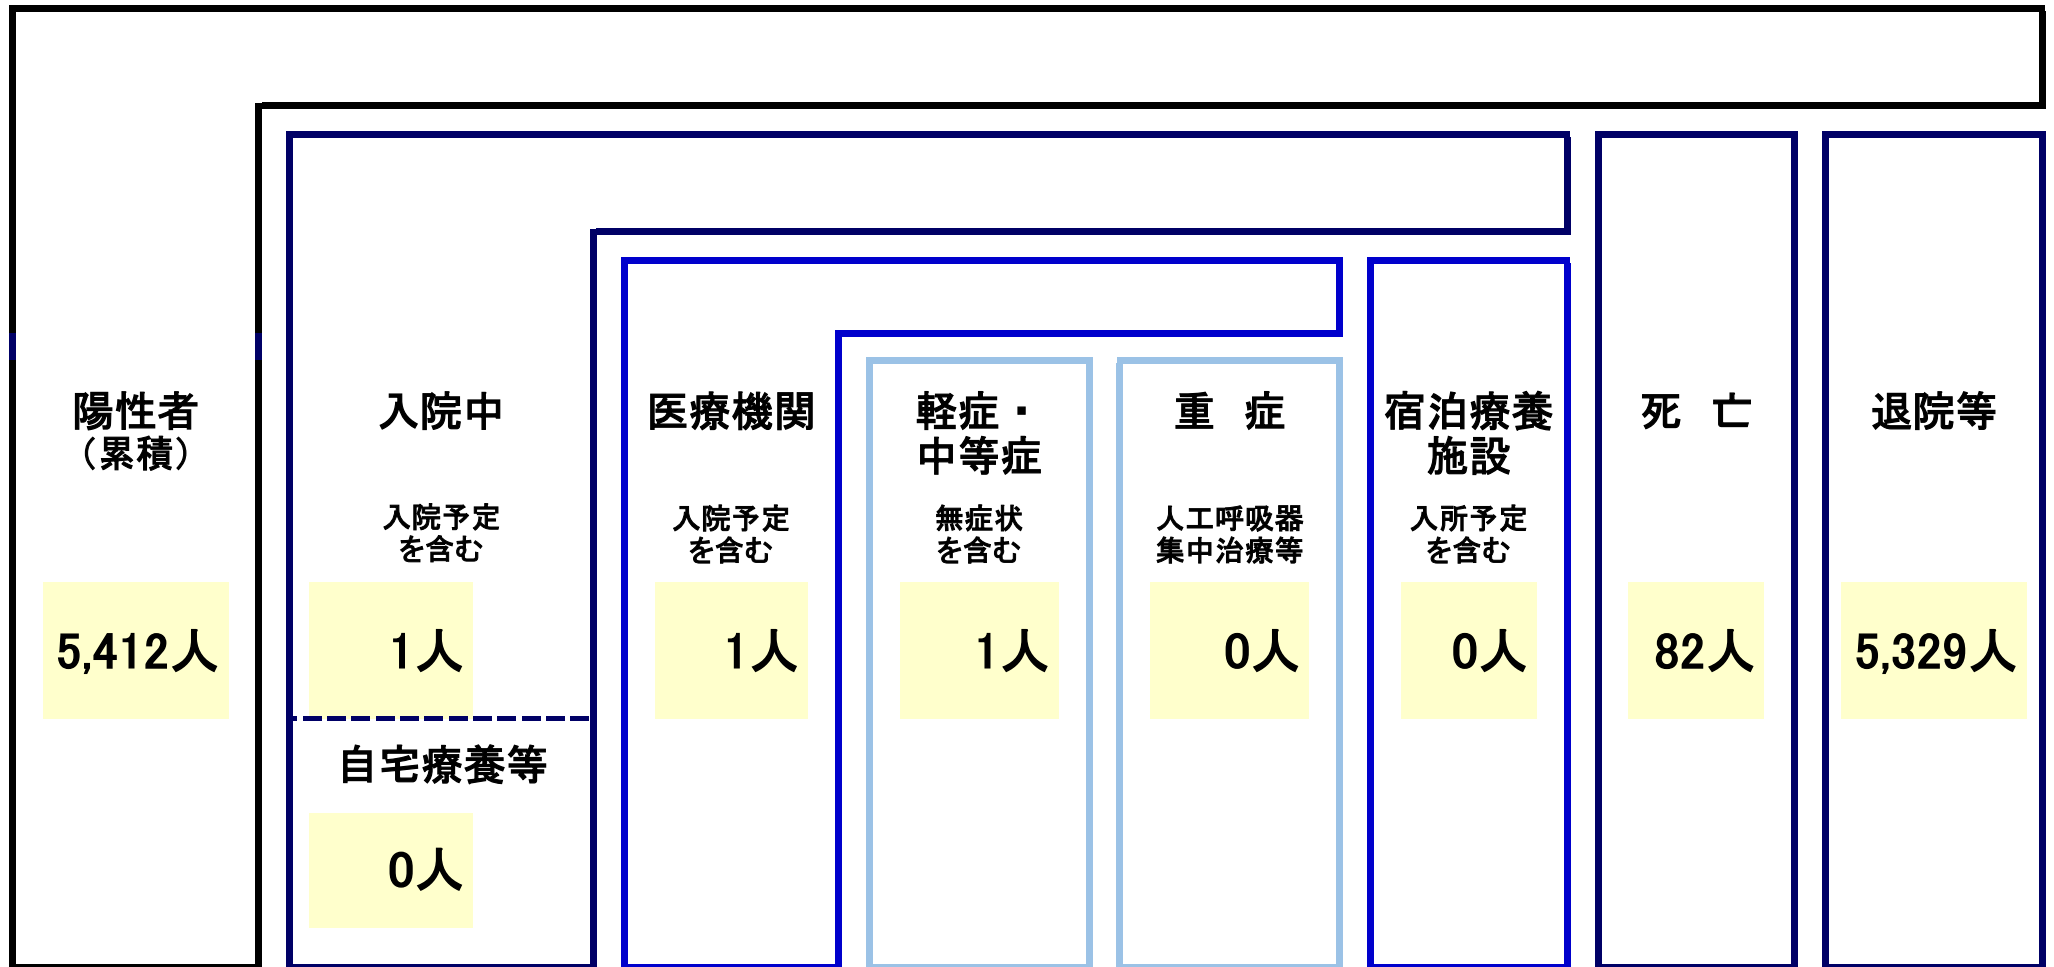 陽性者
（累積）
5,412人
入院中
入院予定
を含む
1人
自宅療養等
0人
医療機関
入院予定
を含む
1人
軽症・
中等症
無症状
を含む
1人
重 症
人工呼吸器
集中治療等
0人
宿泊療養
施設
入所予定
を含む
0人
死 亡
82人
退院等
5,329人